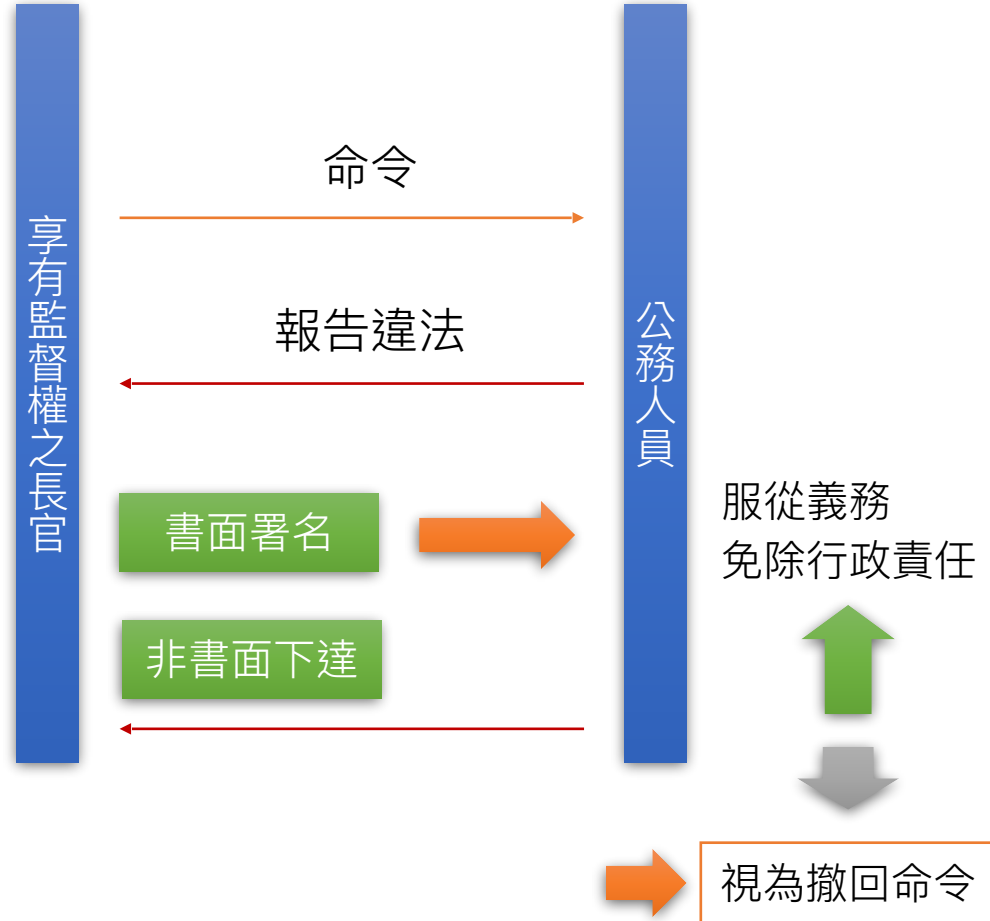 享有監督權之長官
命令
報告違法
公務人員
書面署名
非書面下達
服從義務
免除行政責任
視為撤回命令